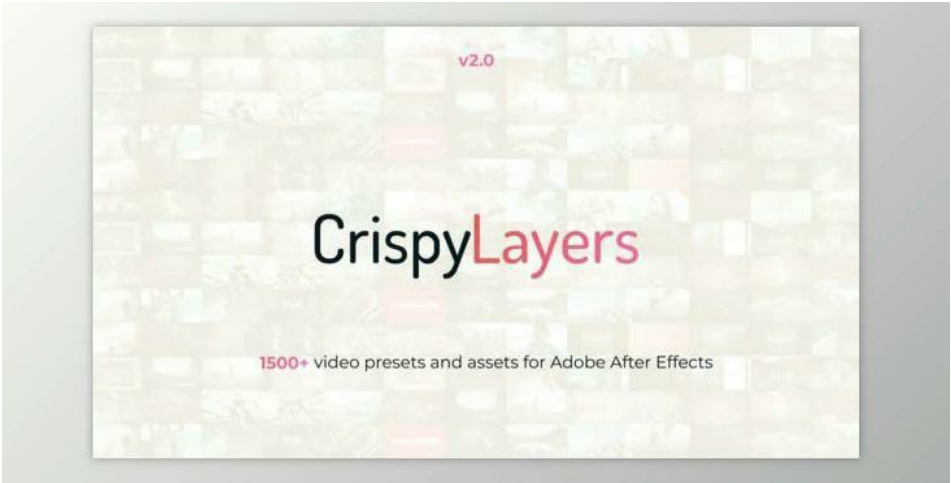 v2.0
CrispyLayers
1500+ video presets and assets for Adobe After Effects